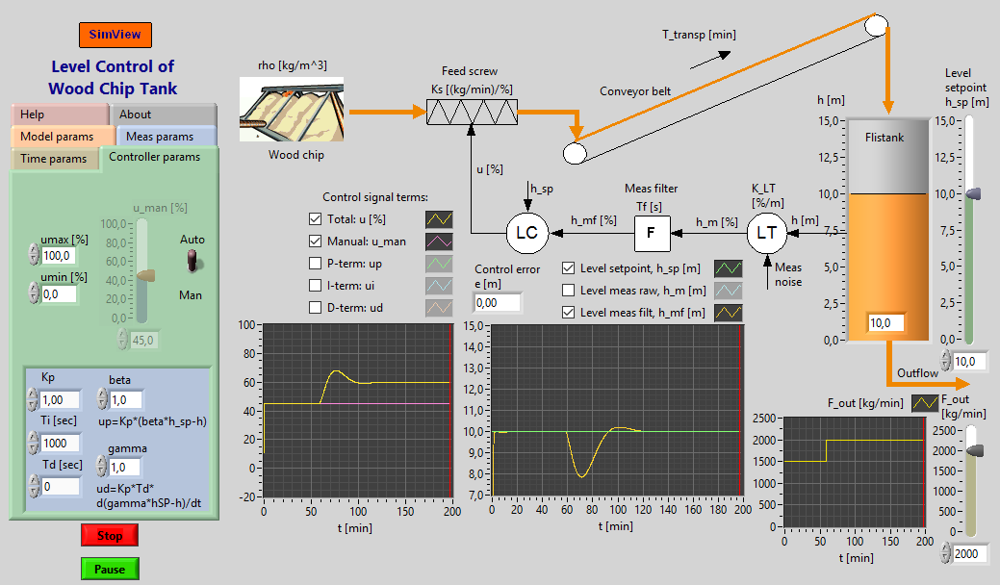 SimView
Level Control of
Wood Chip Tank
Help
About
Model params
Meas params
Time params
Controller params
u_man [%]
100,0
80,0
60,0
40,0
20,0
0,0
45,0
umax [%]
100,0
umin [%]
0,0
Auto
Man
Kp
1,00
Ti [sec]
1000
Td [sec]
0
beta
1,0
up=Kp*(beta*h_sp-h)
gamma
1,0
ud=Kp*Td*
d(gamma*hSP-h)/dt
Stop
Pause
rho [kg/m^3]
Wood chip
Feed screw
Ks [(kg/min)/%]
T_transp [min]
Conveyor belt
u [%]
h_sp
LC
h_mf [%]
Meas filter
Tf [s]
F
h_m [%]
K_LT
[%/m]
LT
h [m]
Meas
noise
Control signal terms:
Total: u [%]
Manual: u_man
P-term: up
I-term: ui
D-term: ud
Control error
e [m]
0,00
Level setpoint, h_sp [m]
Level meas raw, h_m [m]
Level meas filt, h_mf [m]
100
80
60
40
20
0
-20
0
50
100
150
200
t [min]
15,0
14,0
13,0
12,0
11,0
10,0
9,0
8,0
7,0
0
20
40
60
80
100
120
140
160
180
200
t [min]
h [m]
15,0
12,5
10,0
7,5
5,0
2,5
0,0
Flistank
10,0
Level
setpoint
h_sp [m]
15,0
12,5
10,0
7,5
5,0
2,5
0,0
10,0
Outflow
F_out [kg/min]
2500
2000
1500
1000
500
0
0
50
100
150
200
t [min]
F_out
[kg/min]
2500
2000
1500
1000
500
0
2000